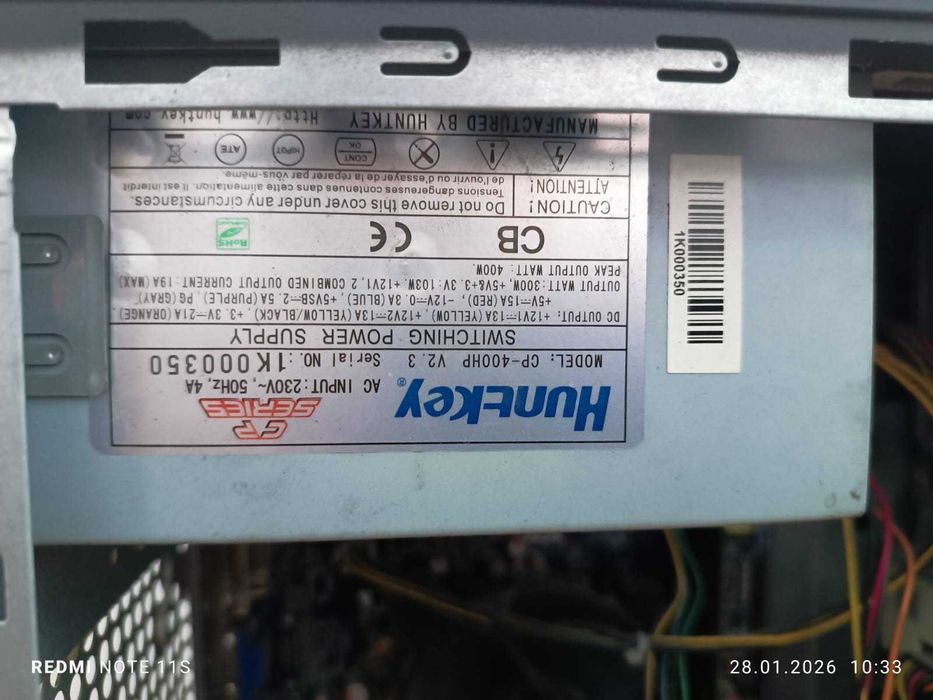 HUNTKEY®
GP
SERIES
AC INPUT: 230V~, 50Hz, 4A
MODEL: CP-400HP V2.3 Serial NO.: 1K000350
SWITCHING POWER SUPPLY
DC OUTPUT: +12V1⎓13A (YELLOW), +12V2⎓13A (YELLOW/BLACK), +3.3V⎓21A (ORANGE)
+5V⎓15A (RED), -12V⎓0.3A (BLUE), +5VSB⎓2.5A (PURPLE), PG (GRAY)
OUTPUT WATT: 300W, +5V&+3.3V: 103W. +12V1,+12V2 COMBINED OUTPUT CURRENT :19A (MAX)
PEAK OUTPUT WATT: 400W.
CB CE RoHS
CAUTION! Do not remove this cover under any circumstances.
ATTENTION! Tensions dangereuses contenues dans cette alimentation. Il est interdit
de l'ouvrir ou d'essayer de la réparer par vous-même.
CONT OK HIPOT ATE
MANUFACTURED BY HUNTKEY Http://www.huntkey.com
1K000350
REDMI NOTE 11S
28.01.2026 10:33